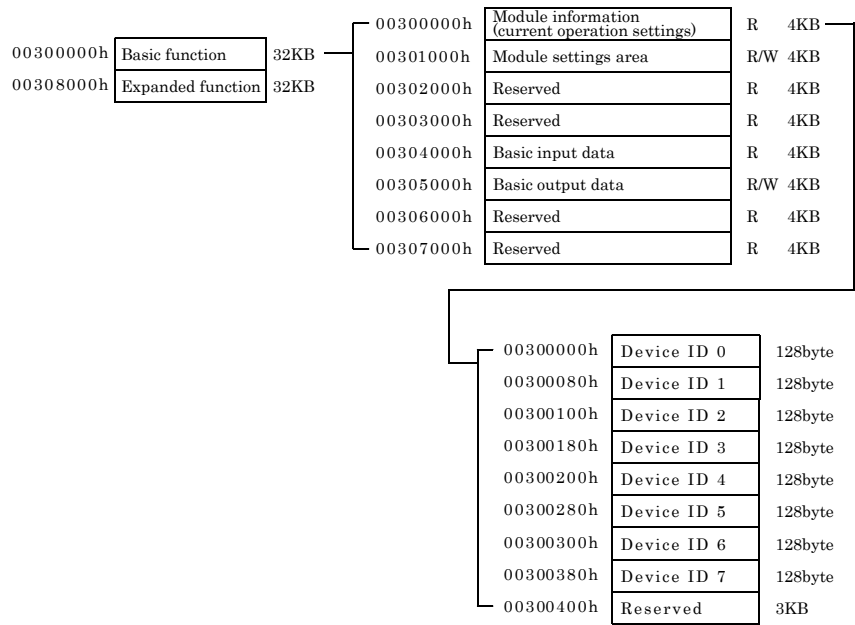 00300000h Basic function 32KB
00308000h Expanded function 32KB
00300000h Module information (current operation settings) R 4KB
00301000h Module settings area R/W 4KB
00302000h Reserved R 4KB
00303000h Reserved R 4KB
00304000h Basic input data R 4KB
00305000h Basic output data R/W 4KB
00306000h Reserved R 4KB
00307000h Reserved R 4KB
00300000h Device ID 0 128byte
00300080h Device ID 1 128byte
00300100h Device ID 2 128byte
00300180h Device ID 3 128byte
00300200h Device ID 4 128byte
00300280h Device ID 5 128byte
00300300h Device ID 6 128byte
00300380h Device ID 7 128byte
00300400h Reserved 3KB